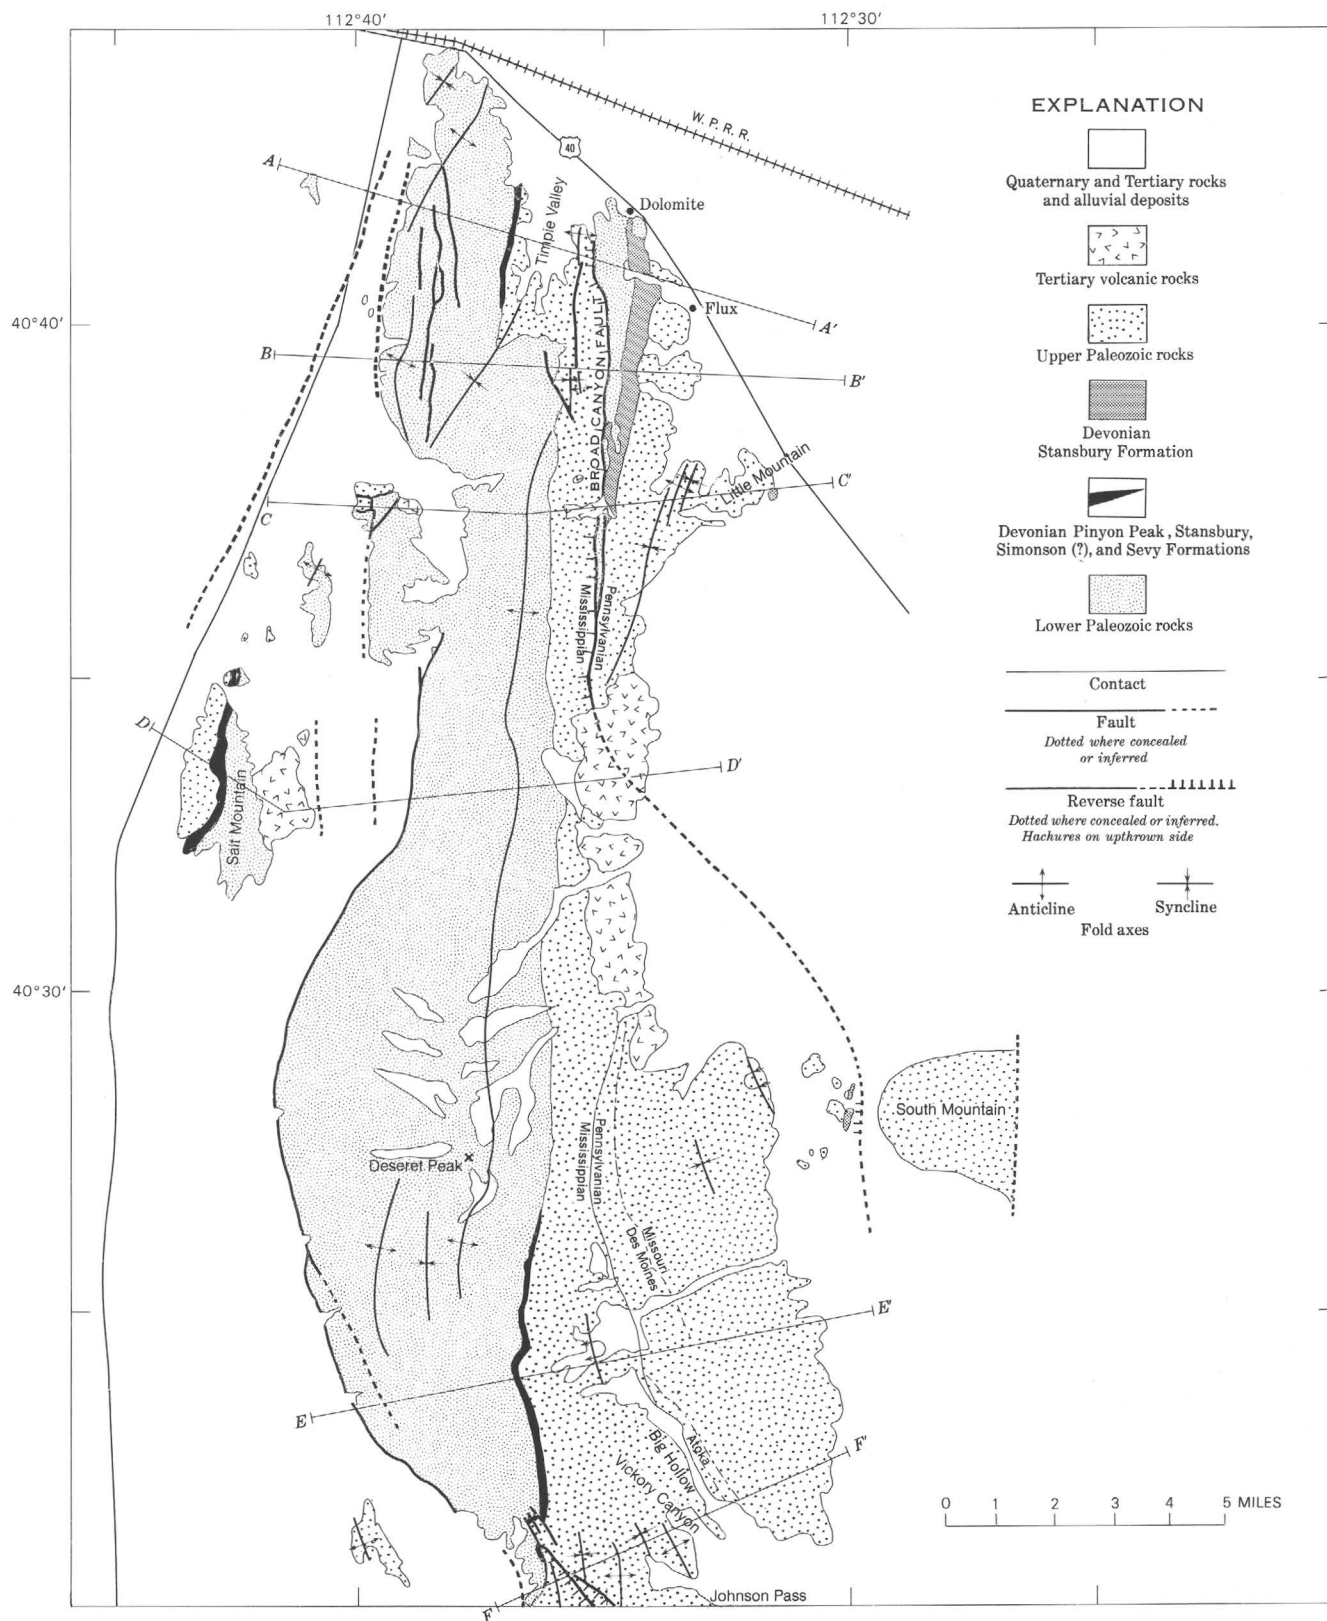 112°40′
112°30′
W. P. R. R.
40
A
Timpie Valley
Dolomite
Flux
40°40′
A′
B
BROAD CANYON FAULT
B′
Little Mountain
C′
C
Pennsylvanian
Mississippian
D
D′
Salt Mountain
40°30′
South Mountain
Pennsylvanian
Mississippian
Deseret Peak
Missouri
Des Moines
E′
E
F′
Atoka
Big Hollow
Vickory Canyon
Johnson Pass
F
EXPLANATION
Quaternary and Tertiary rocks
and alluvial deposits
Tertiary volcanic rocks
Upper Paleozoic rocks
Devonian
Stansbury Formation
Devonian Pinyon Peak, Stansbury,
Simonson (?), and Sevy Formations
Lower Paleozoic rocks
Contact
Fault
Dotted where concealed
or inferred
Reverse fault
Dotted where concealed or inferred.
Hachures on upthrown side
Anticline
Syncline
Fold axes
0 1 2 3 4 5 MILES